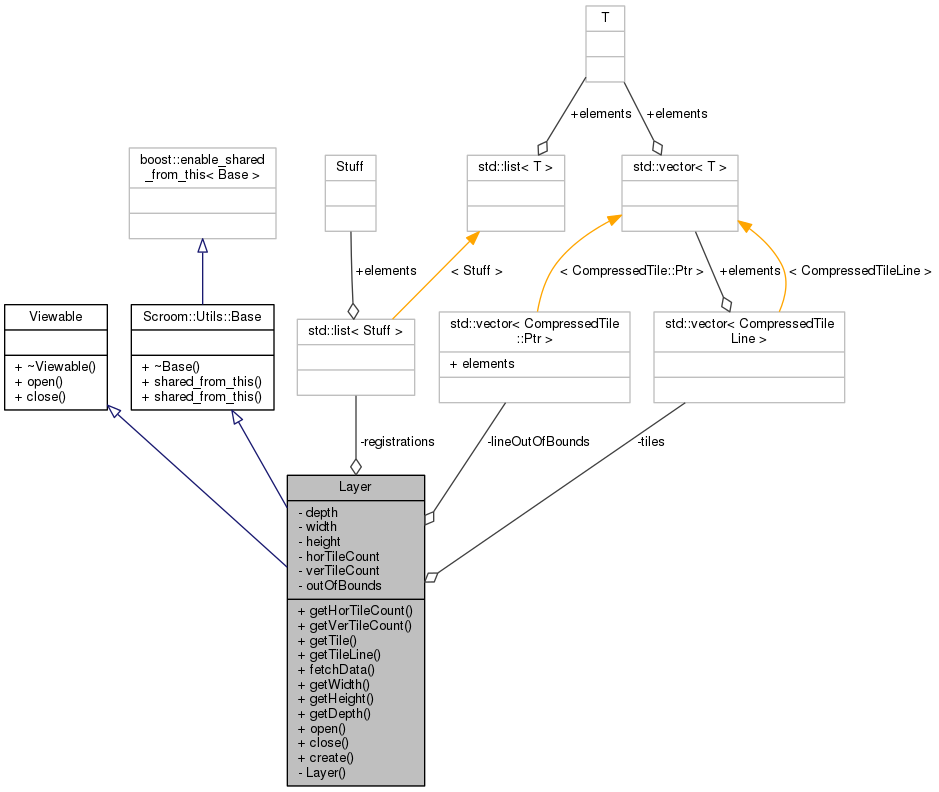 T
+elements
+elements
boost::enable_shared
_from_this< Base >
Stuff
std::list< T >
std::vector< T >
+elements
< Stuff >
< CompressedTile::Ptr >
+elements
< CompressedTileLine >
Viewable
+ ~Viewable()
+ open()
+ close()
Scroom::Utils::Base
+ ~Base()
+ shared_from_this()
+ shared_from_this()
std::list< Stuff >
std::vector< CompressedTile
::Ptr >
+ elements
std::vector< CompressedTile
Line >
-registrations
-lineOutOfBounds
-tiles
Layer
- depth
- width
- height
- horTileCount
- verTileCount
- outOfBounds
+ getHorTileCount()
+ getVerTileCount()
+ getTile()
+ getTileLine()
+ fetchData()
+ getWidth()
+ getHeight()
+ getDepth()
+ open()
+ close()
+ create()
- Layer()